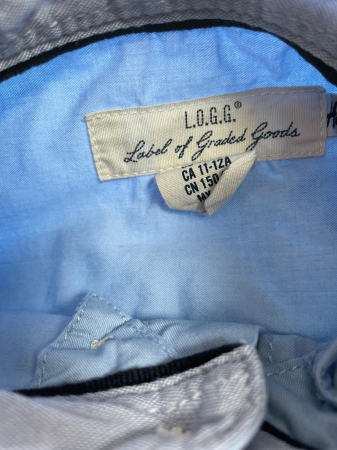 L.O.G.G.®
Label of Graded Goods
CA 11-12A
CN 150